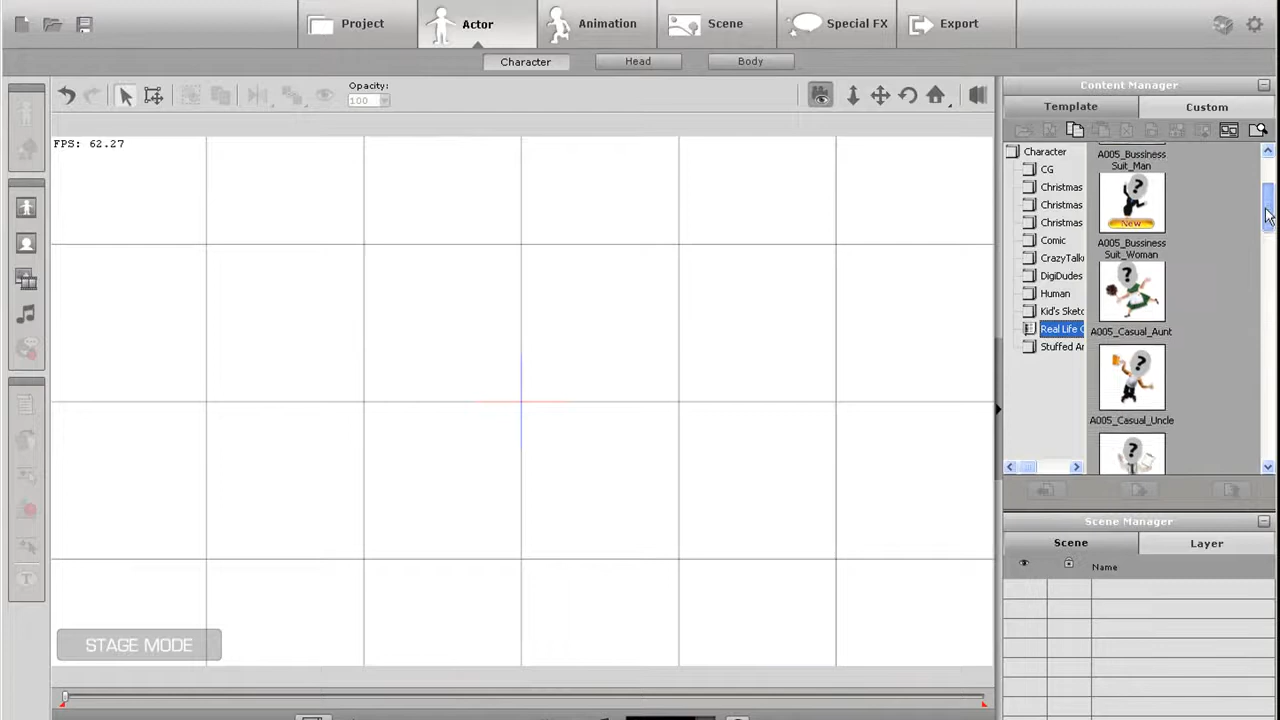 Project
Actor
Animation
Scene
Special FX
Export
Character
Head
Body
Opacity:
100
FPS: 62.27
STAGE MODE
Content Manager
Template
Custom
Character
CG
Christmas
Christmas
Christmas
Comic
CrazyTalk
DigiDudes
Human
Kid's Sketc
Real Life C
Stuffed An
A005_Bussiness
Suit_Man
?
New
A005_Bussiness
Suit_Woman
?
A005_Casual_Aunt
?
A005_Casual_Uncle
?
Scene Manager
Scene
Layer
Name
T